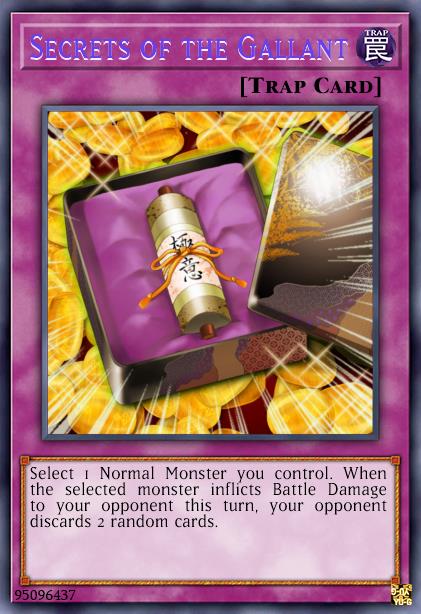 Secrets of the Gallant
TRAP
罠
[Trap Card]
極意
Select 1 Normal Monster you control. When
the selected monster inflicts Battle Damage
to your opponent this turn, your opponent
discards 2 random cards.
95096437